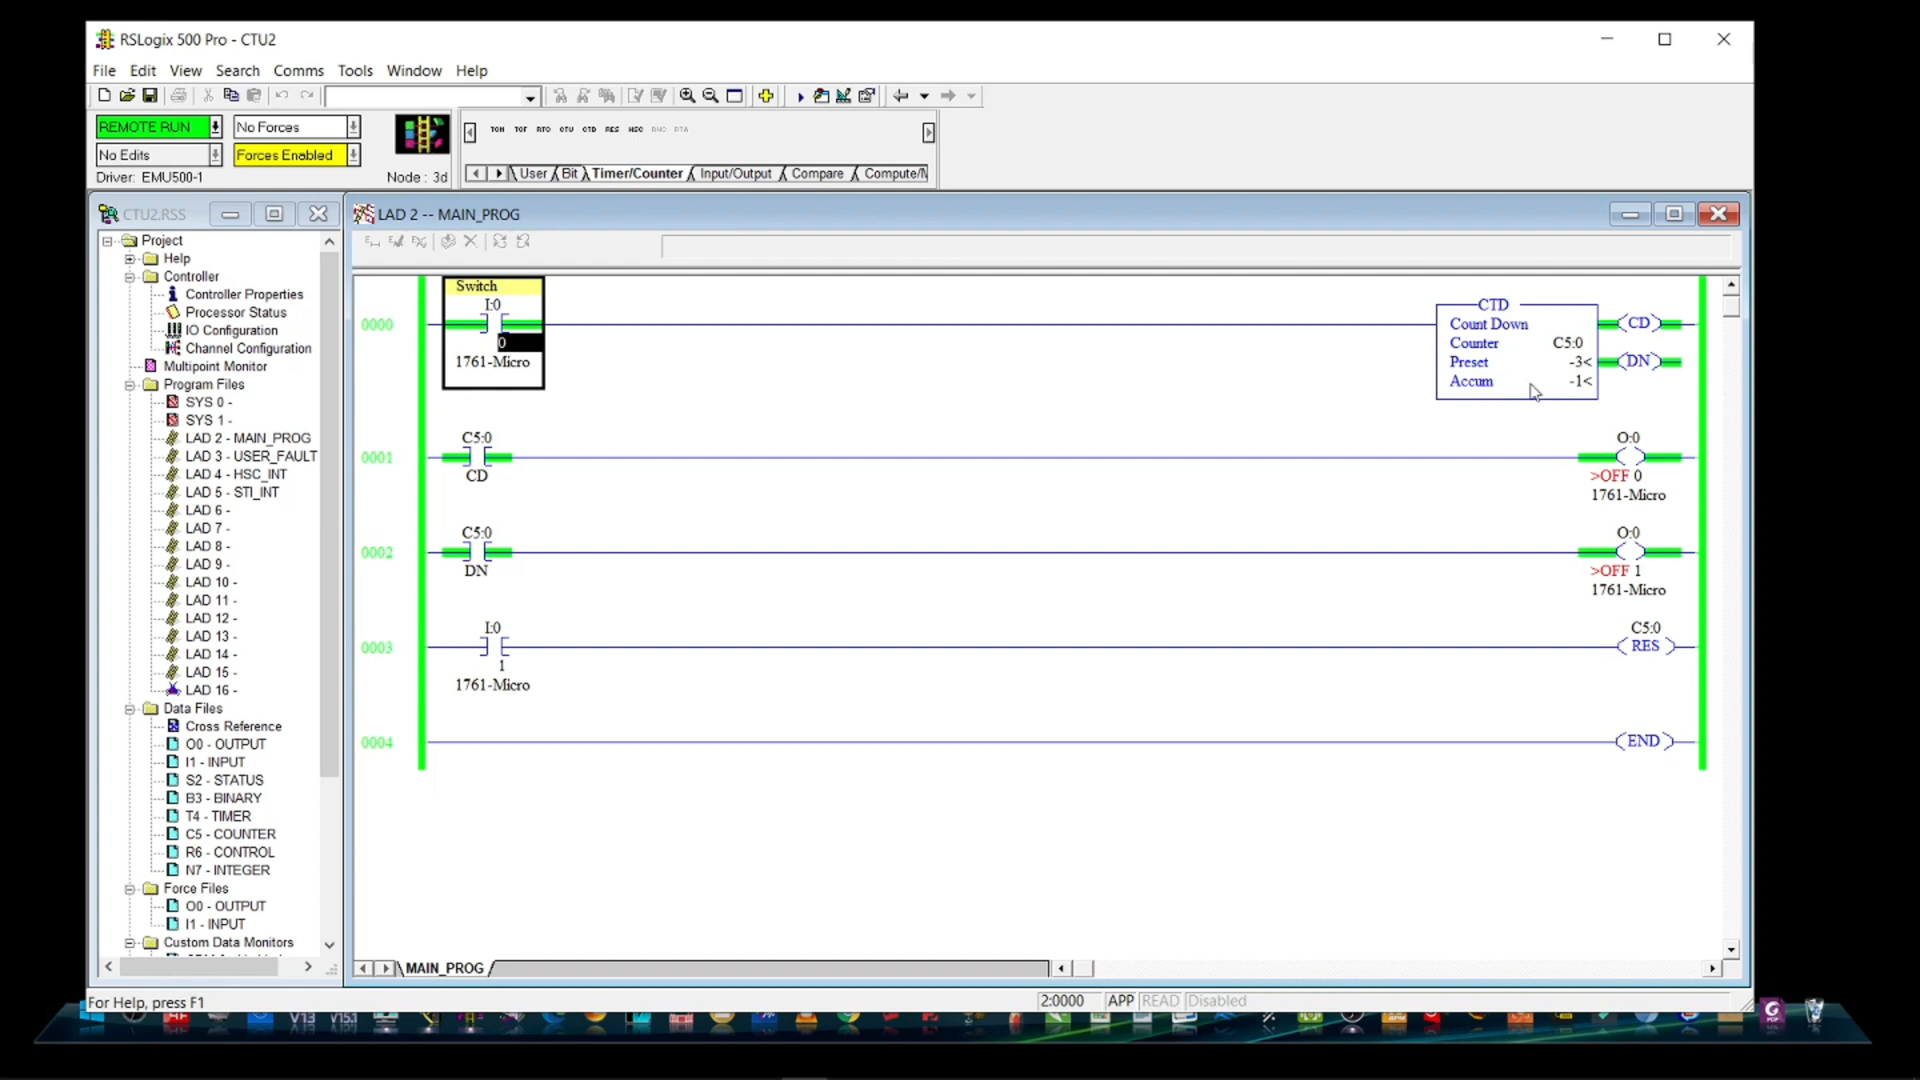 RSLogix 500 Pro - CTU2
File Edit View Search Comms Tools Window Help
REMOTE RUN No Forces
No Edits Forces Enabled
Driver: EMU500-1 Node : 3d
TON TOF RTO CTU CTD RES HSC RHC RTA
User Bit Timer/Counter Input/Output Compare Compute/M
CTU2.RSS
Project
Help
Controller
Controller Properties
Processor Status
IO Configuration
Channel Configuration
Multipoint Monitor
Program Files
SYS 0 -
SYS 1 -
LAD 2 - MAIN_PROG
LAD 3 - USER_FAULT
LAD 4 - HSC_INT
LAD 5 - STI_INT
LAD 6 -
LAD 7 -
LAD 8 -
LAD 9 -
LAD 10 -
LAD 11 -
LAD 12 -
LAD 13 -
LAD 14 -
LAD 15 -
LAD 16 -
Data Files
Cross Reference
O0 - OUTPUT
I1 - INPUT
S2 - STATUS
B3 - BINARY
T4 - TIMER
C5 - COUNTER
R6 - CONTROL
N7 - INTEGER
Force Files
O0 - OUTPUT
I1 - INPUT
Custom Data Monitors
LAD 2 -- MAIN_PROG
Switch
I:0
0000
0
1761-Micro
CTD
Count Down
Counter C5:0
Preset -3<
Accum -1<
CD
DN
C5:0
0001
CD
O:0
>OFF 0
1761-Micro
C5:0
0002
DN
O:0
>OFF 1
1761-Micro
I:0
0003
1
1761-Micro
C5:0
RES
0004
END
MAIN_PROG
For Help, press F1
2:0000 APP READ Disabled
V13 V15.1